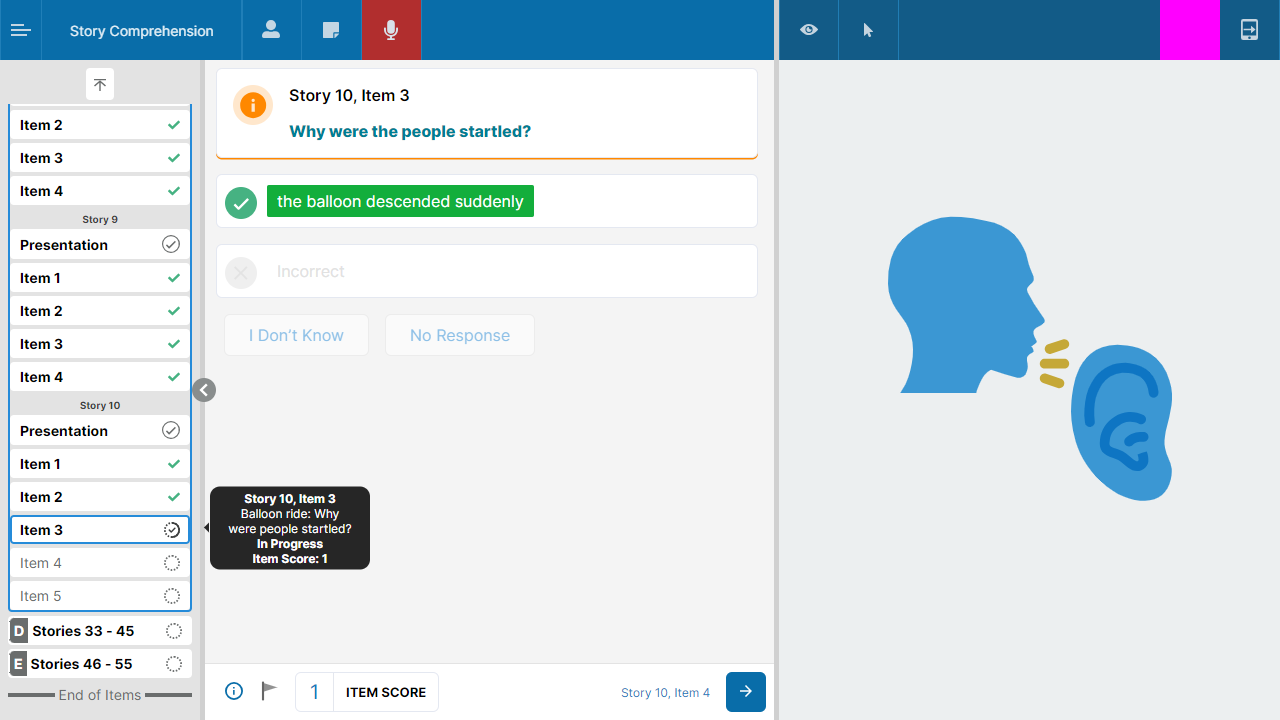 Story Comprehension
Item 2
Item 3
Item 4
Story 9
Presentation
Item 1
Item 2
Item 3
Item 4
Story 10
Presentation
Item 1
Item 2
Item 3
Item 4
Item 5
D Stories 33 - 45
E Stories 46 - 55
End of Items
Story 10, Item 3
Why were the people startled?
the balloon descended suddenly
Incorrect
I Don't Know
No Response
Story 10, Item 3
Balloon ride: Why
were people startled?
In Progress
Item Score: 1
1 ITEM SCORE
Story 10, Item 4